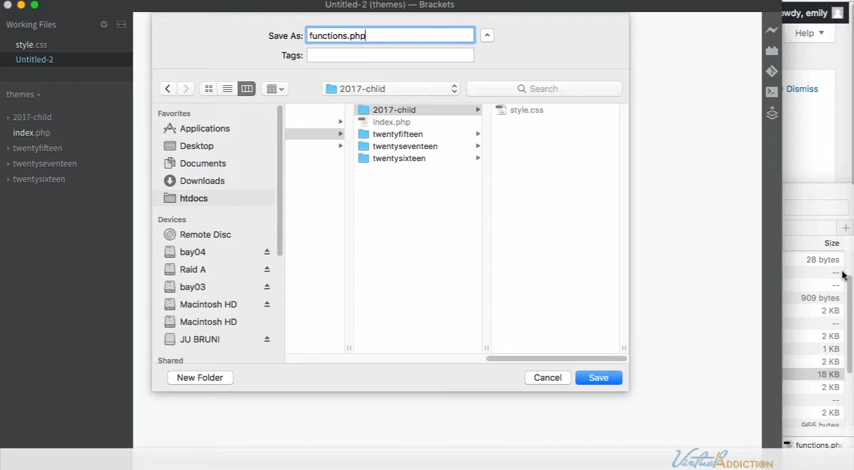 Untitled-2 (themes) — Brackets
Working Files
style.css
Untitled-2
themes
2017-child
index.php
twentyfifteen
twentyseventeen
twentysixteen
Save As: functions.php
Tags:
2017-child
Search
Favorites
Applications
Desktop
Documents
Downloads
htdocs
Devices
Remote Disc
bay04
Raid A
bay03
Macintosh HD
Macintosh HD
JU BRUNI
Shared
2017-child
index.php
twentyfifteen
twentyseventeen
twentysixteen
style.css
New Folder
Cancel
Save
owdy, emily
Help
Dismiss
Size
28 bytes
--
--
909 bytes
2 KB
--
2 KB
1 KB
2 KB
18 KB
2 KB
--
2 KB
965 bytes
functions.ph
VirtualADDICTION